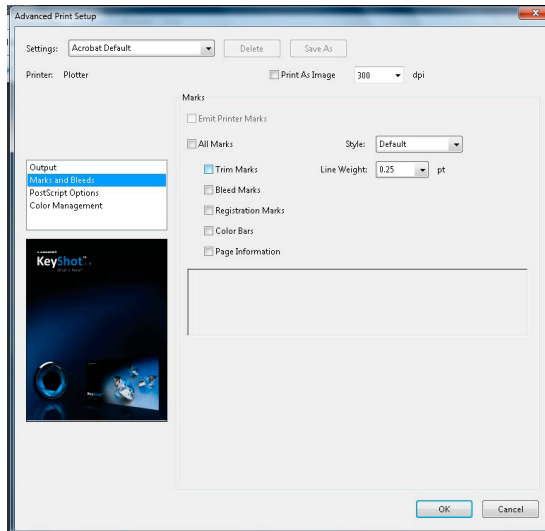 Advanced Print Setup
Settings: Acrobat Default Delete Save As
Printer: Plotter Print As Image 300 dpi
Marks
Emit Printer Marks
All Marks Style: Default
Trim Marks Line Weight: 0.25 pt
Bleed Marks
Registration Marks
Color Bars
Page Information
Output
Marks and Bleeds
PostScript Options
Color Management
KeyShot
What's New?
OK Cancel